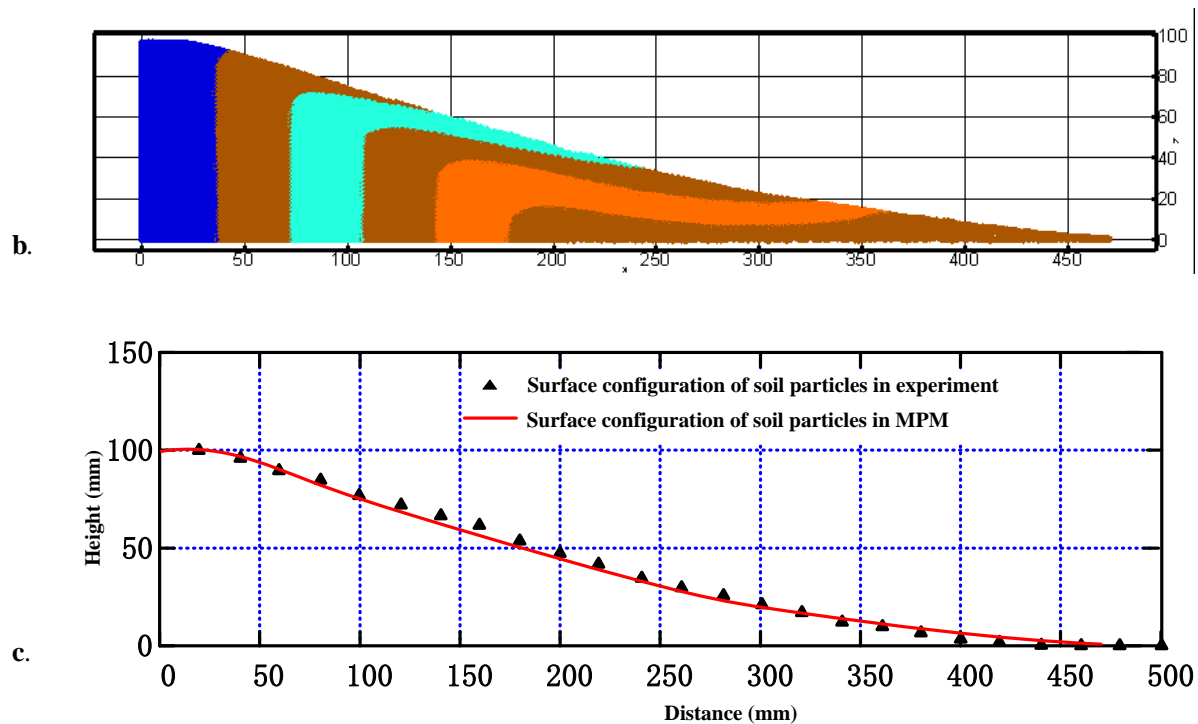 100
80
60
40
20
0
z
b.
0 50 100 150 200 250 300 350 400 450
x
150
100
50
0
Height (mm)
▲ Surface configuration of soil particles in experiment
Surface configuration of soil particles in MPM
c.
0 50 100 150 200 250 300 350 400 450 500
Distance (mm)